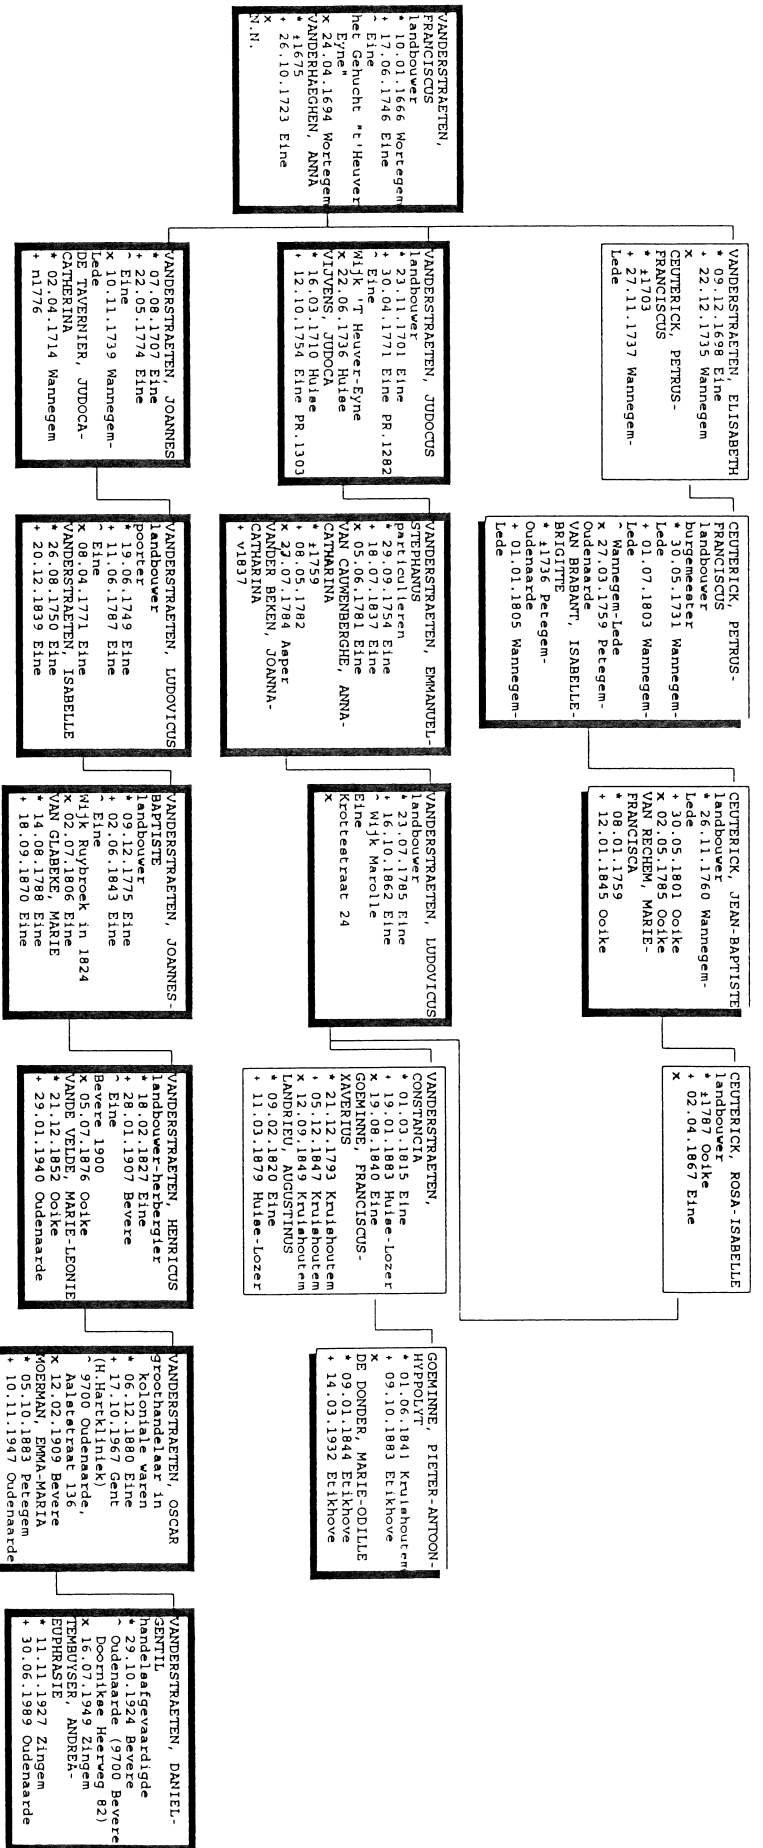 VANDERSTRAETEN,
FRANCISCUS
landbouwer
* 10.01.1666 Wortegem
+ 17.06.1746 Eine
^ Eine
het Gehucht "t'Heuver
Eyne"
x 24.04.1694 Wortegem
VANDERHAEGHEN, ANNA
* ±1675
+ 26.10.1723 Eine
x
N.N.
VANDERSTRAETEN, ELISABETH
* 09.12.1698 Eine
+ 22.12.1735 Wannegem
x
CEUTERICK, PETRUS-
FRANCISCUS
* ±1703
+ 27.11.1737 Wannegem-
Lede
CEUTERICK, PETRUS-
FRANCISCUS
landbouwer
burgemeester
* 30.05.1731 Wannegem-
Lede
+ 01.07.1803 Wannegem-
Lede
^ Wannegem-Lede
x 27.03.1759 Petegem-
Oudenaarde
VAN BRABANT, ISABELLE-
BRIGITTE
* ±1736 Petegem-
Oudenaarde
+ 01.01.1805 Wannegem-
Lede
CEUTERICK, JEAN-BAPTISTE
landbouwer
* 26.11.1760 Wannegem-
Lede
+ 30.05.1801 Ooike
x 02.05.1785 Ooike
VAN RECHEM, MARIE-
FRANCISCA
* 08.01.1759
+ 12.01.1845 Ooike
CEUTERICK, ROSA-ISABELLE
landbouwer
* ±1787 Ooike
+ 02.04.1867 Eine
x
VANDERSTRAETEN, JUDOCUS
landbouwer
* 23.11.1701 Eine
+ 30.04.1771 Eine PR.1282
^ Eine
Wijk 'T Heuver-Eyne
x 22.06.1736 Huise
VIJVENS, JUDOCA
* 16.03.1710 Huise
+ 12.10.1754 Eine PR.1303
VANDERSTRAETEN, EMMANUEL-
STEPHANUS
particulieren,
* 29.09.1754 Eine
+ 18.07.1837 Eine
x 05.06.1781 Eine
VAN CAUWENBERGHE, ANNA-
CATHARINA
* ±1759
+ 08.05.1782
x 27.07.1784 Asper
VANDER BEKEN, JOANNA-
CATHARINA
+ v1837
VANDERSTRAETEN, LUDOVICUS
landbouwer
* 23.07.1785 Eine
+ 16.10.1862 Eine
^ Wijk Marolle
Eine
Krottestraat 24
x
VANDERSTRAETEN,
CONSTANCIA
* 01.03.1815 Eine
+ 19.01.1883 Huise-Lozer
x 19.08.1840 Eine
GOEMINNE, FRANCISCUS-
XAVERIUS
* 21.12.1793 Kruishoutem
+ 05.12.1847 Kruishoutem
x 12.09.1849 Kruishoutem
LANDRIEU, AUGUSTINUS
* 09.02.1820 Eine
+ 11.03.1879 Huise-Lozer
GOEMINNE, PIETER-ANTOON-
HYPPOLYT
* 01.06.1841 Kruishoutem
+ 09.10.1883 Etikhove
x
DE DONDER, MARIE-ODILLE
* 09.01.1844 Etikhove
+ 14.03.1932 Etikhove
VANDERSTRAETEN, JOANNES
* 07.08.1707 Eine
+ 22.05.1774 Eine
^ Eine
x 10.11.1739 Wannegem-
Lede
DE TAVERNIER, JUDOCA-
CATHERINA
* 02.04.1714 Wannegem
+ n1776
VANDERSTRAETEN, LUDOVICUS
landbouwer
poorter
* 19.06.1749 Eine
+ 11.06.1787 Eine
^ Eine
x 08.04.1771 Eine
VANDERSTRAETEN, ISABELLE
* 26.08.1750 Eine
+ 20.12.1839 Eine
VANDERSTRAETEN, JOANNES-
BAPTISTE
landbouwer
* 09.12.1775 Eine
+ 02.06.1843 Eine
^ Eine
Wijk Ruybroek in 1824
x 02.07.1806 Eine
VAN GLABEKE, MARIE
* 14.08.1788 Eine
+ 18.09.1870 Eine
VANDERSTRAETEN, HENRICUS
landbouwer-herbergier
* 18.02.1827 Eine
+ 28.01.1907 Bevere
^ Eine
Bevere 1900
x 05.07.1876 Ooike
VANDE VELDE, MARIE-LEONIE
* 21.12.1852 Ooike
+ 29.01.1940 Oudenaarde
VANDERSTRAETEN, OSCAR
groothandelaar in
koloniale waren
* 06.12.1880 Eine
+ 17.10.1967 Gent
(H.Hartkliniek)
^ 9700 Oudenaarde,
Aalststraat 136
x 12.02.1909 Bevere
MOERMAN, EMMA-MARIA
* 05.10.1883 Petegem
+ 10.11.1947 Oudenaarde
VANDERSTRAETEN, DANIEL-
GENTIL
handelsafgevaardigde
* 29.10.1924 Bevere
^ Oudenaarde (9700 Bevere
Doornikse Heerweg 82)
x 16.07.1949 Zingem
TEMBUYSER, ANDREA-
EUPHRASIE
* 11.11.1927 Zingem
+ 30.06.1989 Oudenaarde